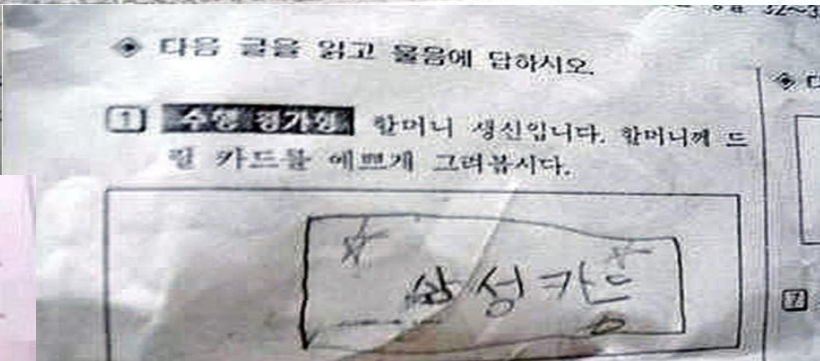 ◈ 다음 글을 읽고 물음에 답하시오.
1 수행 평가형 할머니 생신입니다. 할머니께 드
릴 카드를 예쁘게 그려봅시다.
삼성카드
7